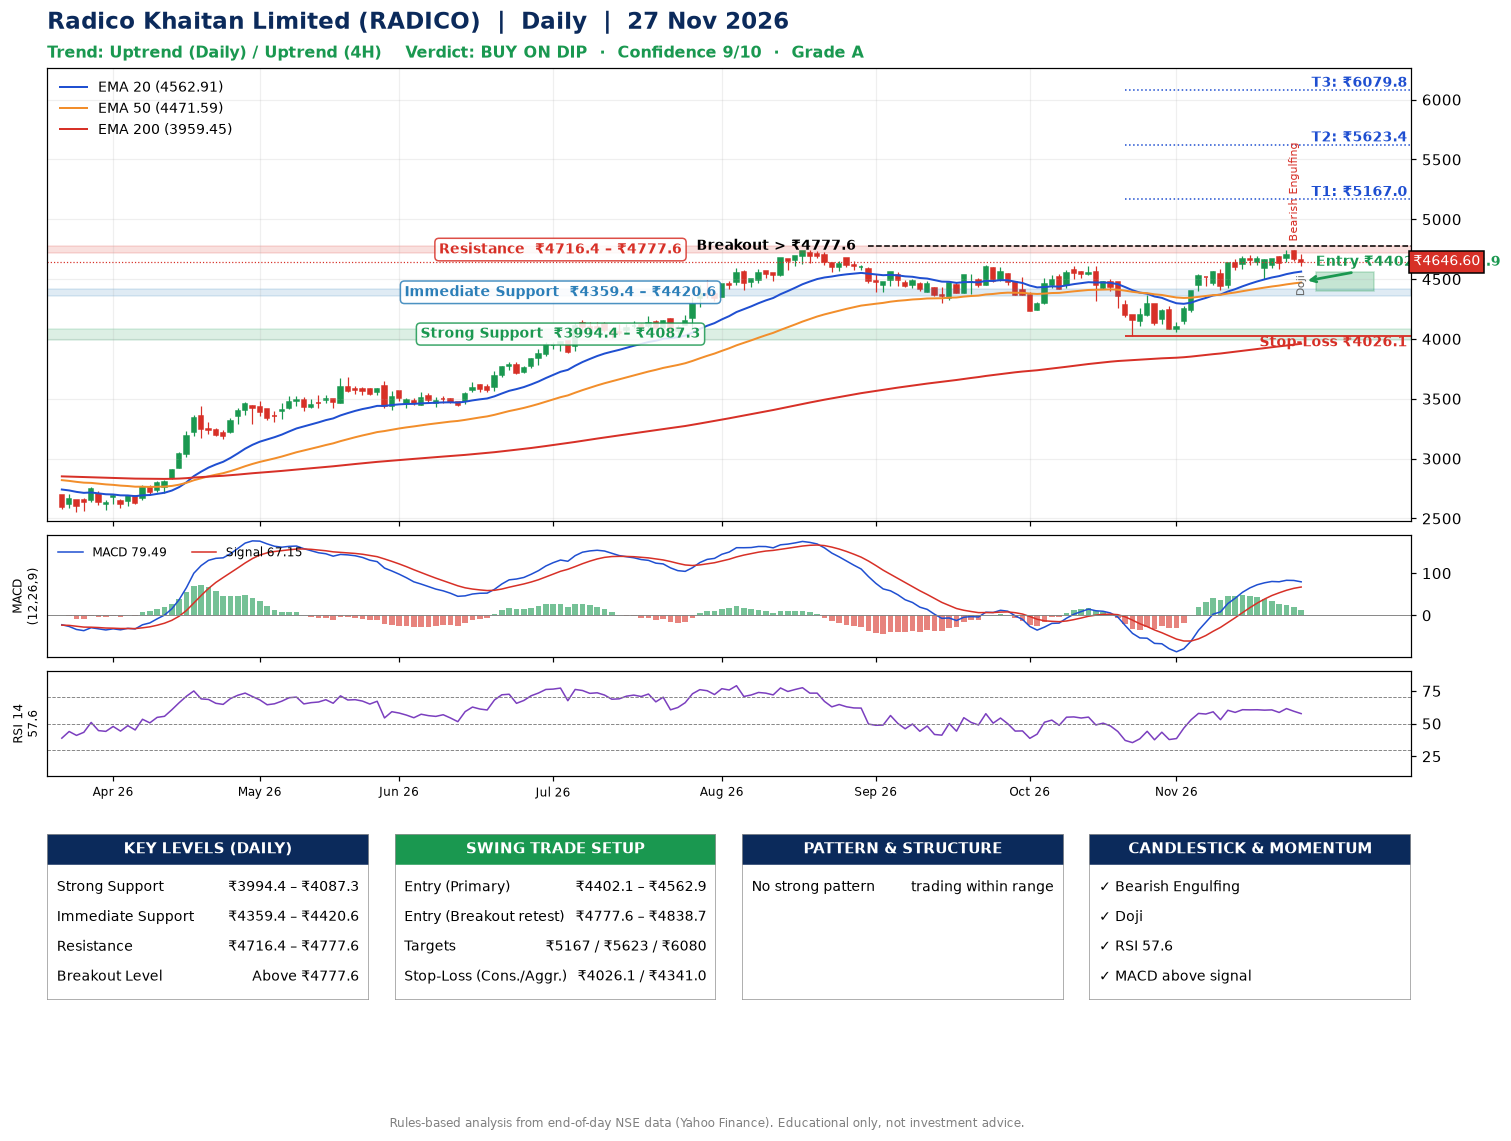 Radico Khaitan Limited (RADICO)  |  Daily  |  27 Nov 2026
Trend: Uptrend (Daily) / Uptrend (4H)    Verdict: BUY ON DIP  ·  Confidence 9/10  ·  Grade A
EMA 20 (4562.91)
EMA 50 (4471.59)
EMA 200 (3959.45)
T3: ₹6079.8
T2: ₹5623.4
T1: ₹5167.0
Bearish Engulfing
Doji
Resistance  ₹4716.4 – ₹4777.6
Breakout > ₹4777.6
Entry ₹4402
.9
₹4646.60
Immediate Support  ₹4359.4 – ₹4420.6
Strong Support  ₹3994.4 – ₹4087.3
Stop-Loss ₹4026.1
6000
5500
5000
4500
4000
3500
3000
2500
MACD 79.49
Signal 67.15
MACD
(12,26,9)
100
0
RSI 14
57.6
75
50
25
Apr 26
May 26
Jun 26
Jul 26
Aug 26
Sep 26
Oct 26
Nov 26
KEY LEVELS (DAILY)
Strong Support ₹3994.4 – ₹4087.3
Immediate Support ₹4359.4 – ₹4420.6
Resistance ₹4716.4 – ₹4777.6
Breakout Level Above ₹4777.6
SWING TRADE SETUP
Entry (Primary) ₹4402.1 – ₹4562.9
Entry (Breakout retest) ₹4777.6 – ₹4838.7
Targets ₹5167 / ₹5623 / ₹6080
Stop-Loss (Cons./Aggr.) ₹4026.1 / ₹4341.0
PATTERN & STRUCTURE
No strong pattern trading within range
CANDLESTICK & MOMENTUM
✓ Bearish Engulfing
✓ Doji
✓ RSI 57.6
✓ MACD above signal
Rules-based analysis from end-of-day NSE data (Yahoo Finance). Educational only, not investment advice.